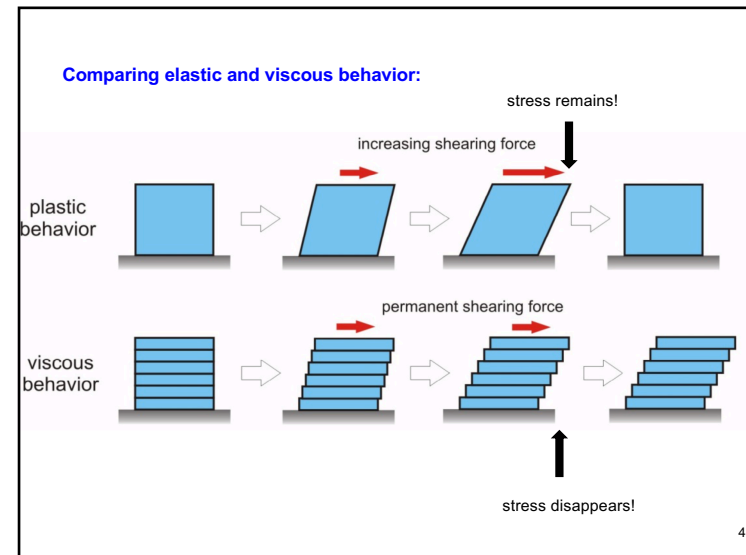 Comparing elastic and viscous behavior:
stress remains!
increasing shearing force
plastic
behavior
permanent shearing force
viscous
behavior
stress disappears!
4